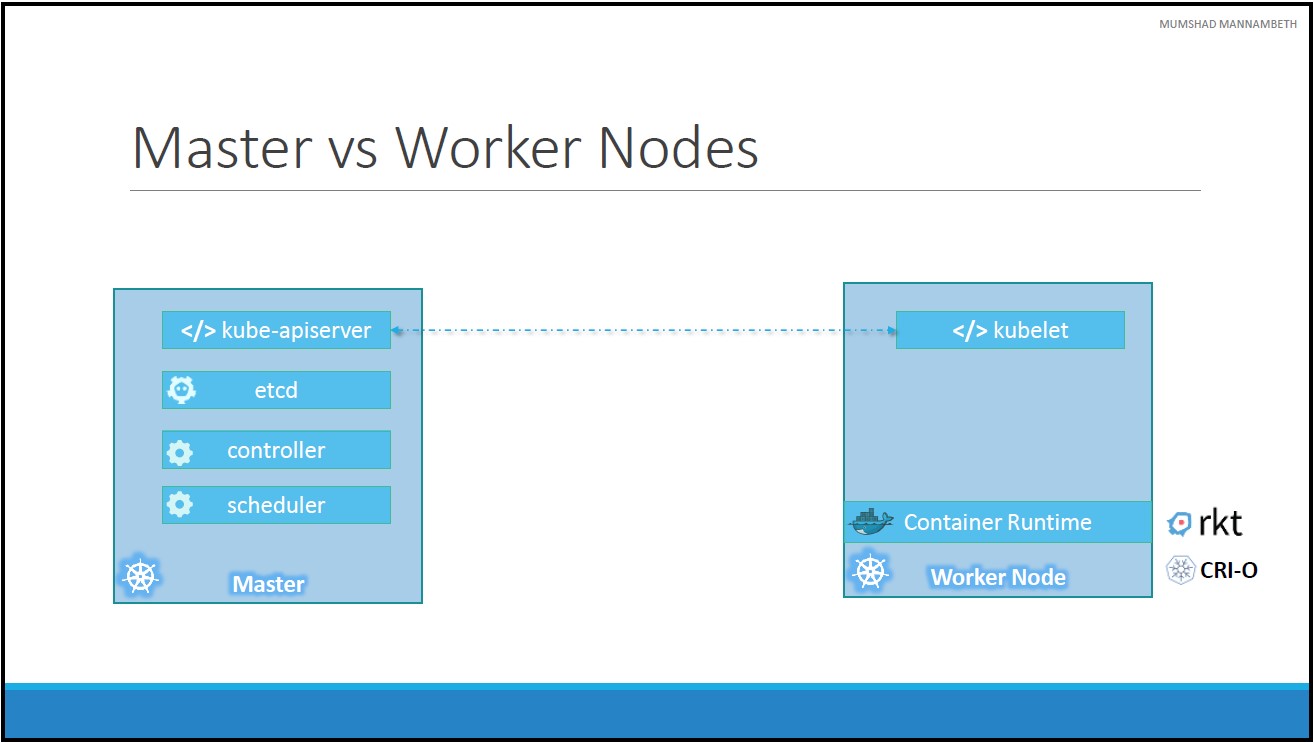 MUMSHAD MANNAMBETH
Master vs Worker Nodes
</> kube-apiserver
</> kubelet
etcd
controller
scheduler
Container Runtime
rkt
CRI-O
Master
Worker Node